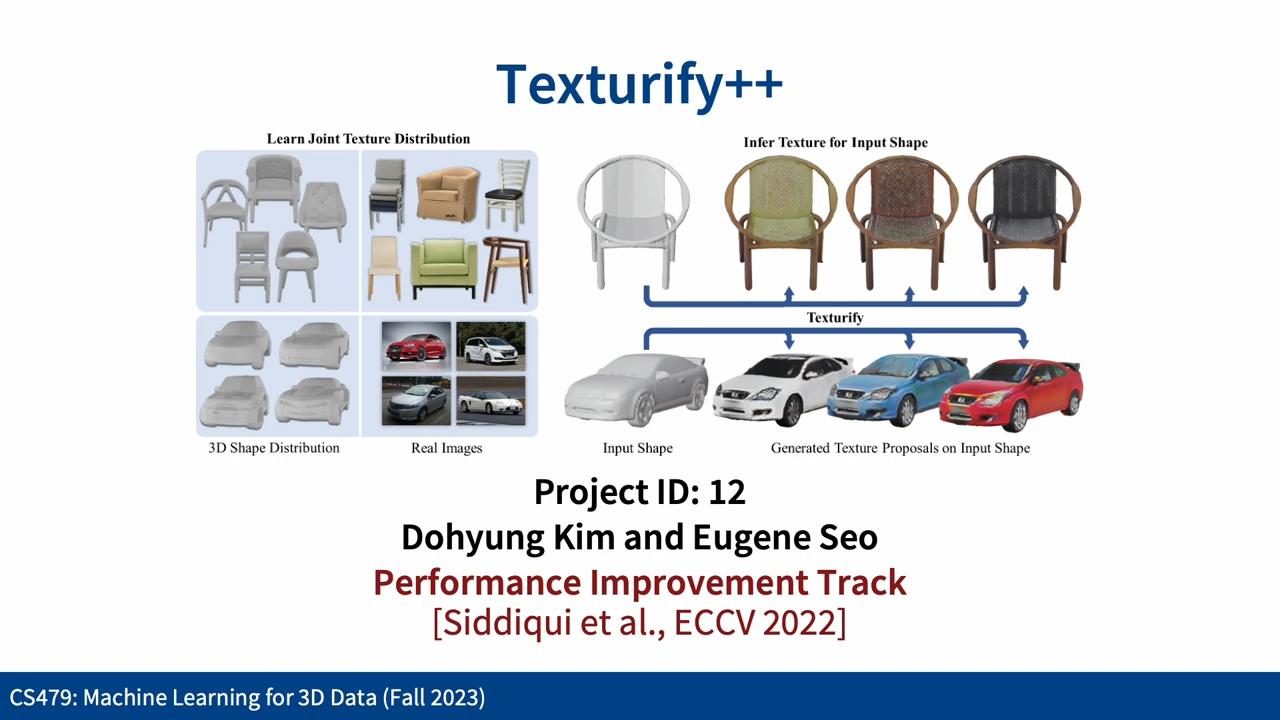 Texturify++
Learn Joint Texture Distribution
Infer Texture for Input Shape
Texturify
3D Shape Distribution
Real Images
Input Shape
Generated Texture Proposals on Input Shape
Project ID: 12
Dohyung Kim and Eugene Seo
Performance Improvement Track
[Siddiqui et al., ECCV 2022]
CS479: Machine Learning for 3D Data (Fall 2023)